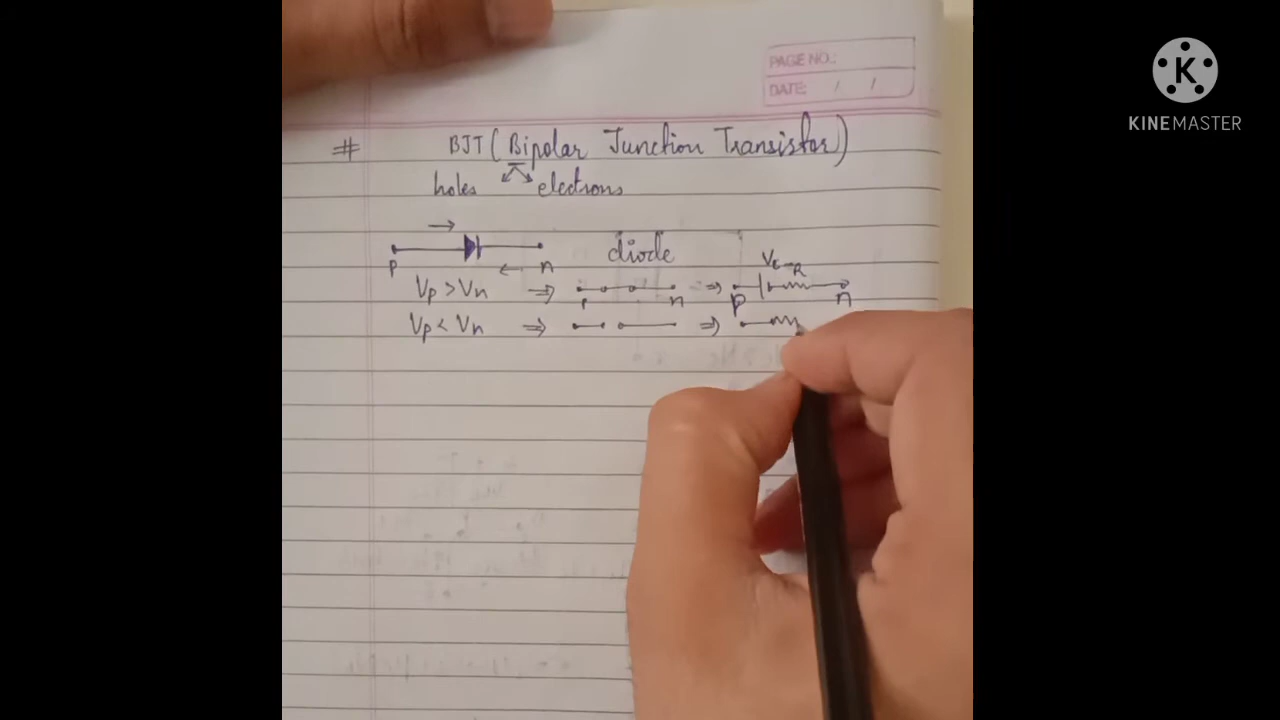 PAGE NO.:
DATE: / /
K
KINEMASTER
# BJT (Bipolar Junction Transistor)
holes electrons
p n diode
Vp > Vn ⇒ n ⇒ p R n
Vp < Vn ⇒ ⇒